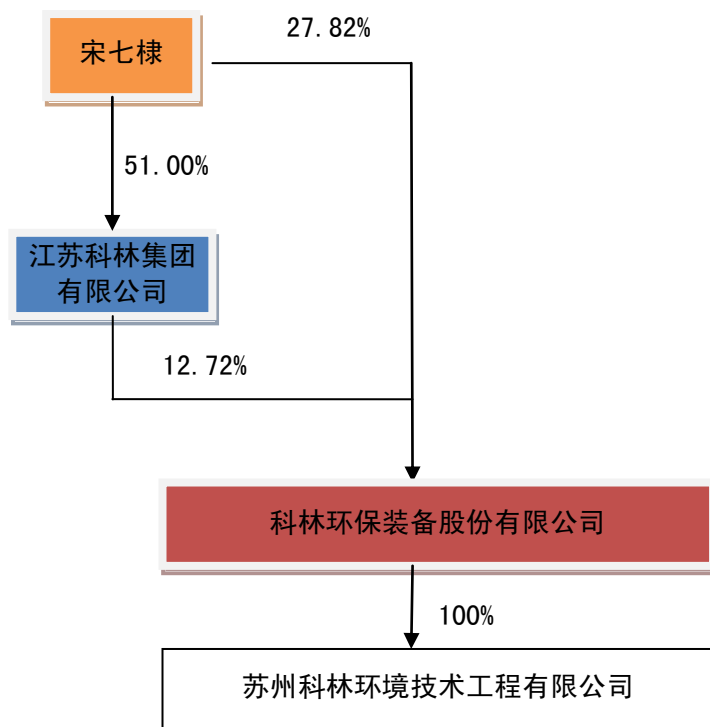 27.82%
宋七棣
51.00%
江苏科林集团
有限公司
12.72%
科林环保装备股份有限公司
100%
苏州科林环境技术工程有限公司